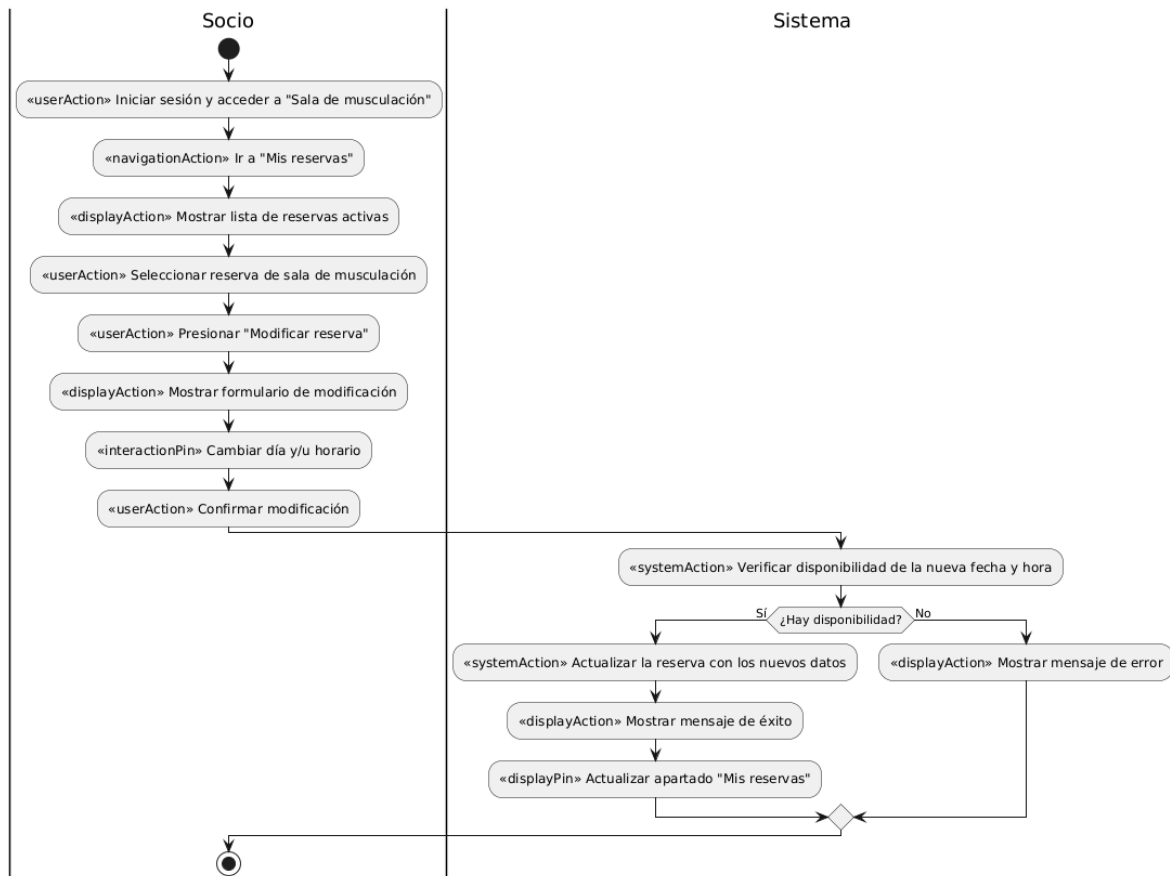 Socio
Sistema
«userAction» Iniciar sesión y acceder a "Sala de musculación"
«navigationAction» Ir a "Mis reservas"
«displayAction» Mostrar lista de reservas activas
«userAction» Seleccionar reserva de sala de musculación
«userAction» Presionar "Modificar reserva"
«displayAction» Mostrar formulario de modificación
«interactionPin» Cambiar día y/u horario
«userAction» Confirmar modificación
«systemAction» Verificar disponibilidad de la nueva fecha y hora
Sí
¿Hay disponibilidad?
No
«systemAction» Actualizar la reserva con los nuevos datos
«displayAction» Mostrar mensaje de error
«displayAction» Mostrar mensaje de éxito
«displayPin» Actualizar apartado "Mis reservas"